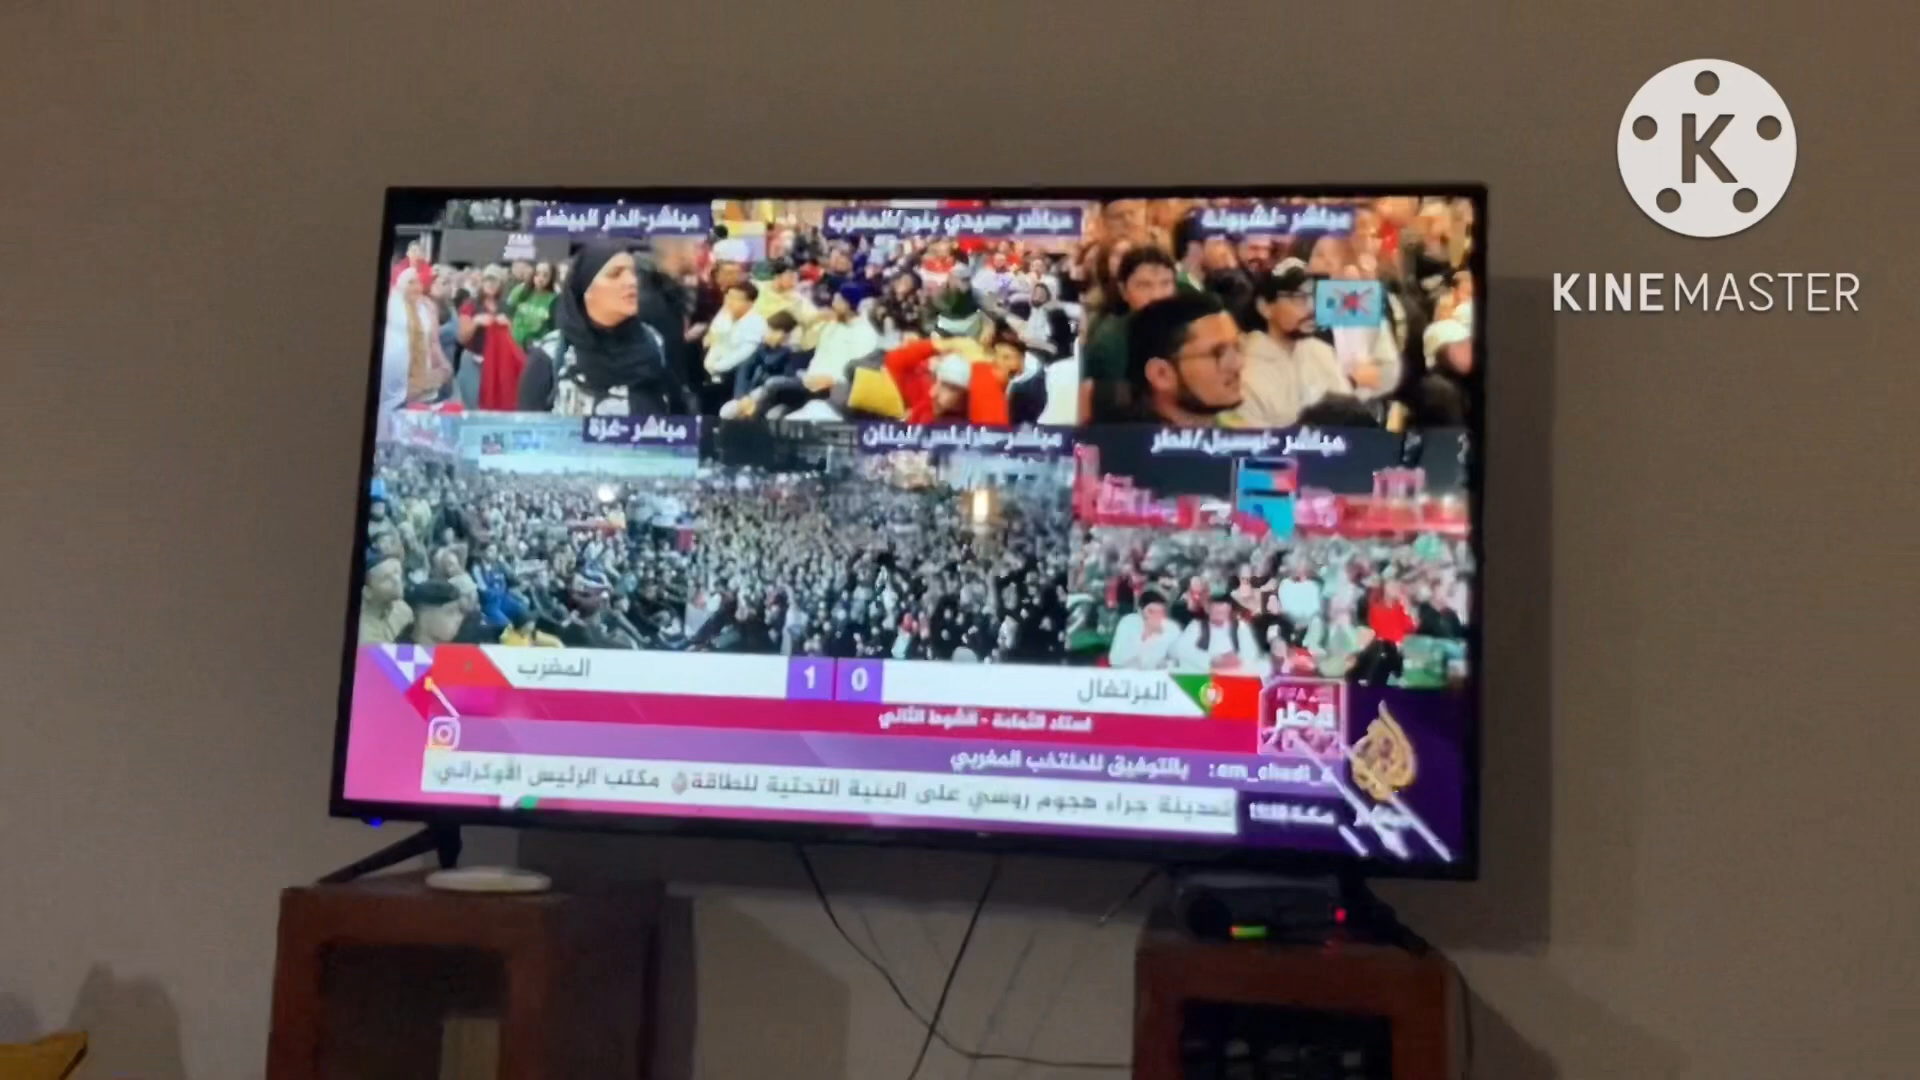 KINEMASTER
مباشر-الدار البيضاء
مباشر-سيدي بنور/المغرب
مباشر-لشبونة
مباشر-غزة
مباشر-طرابلس/لبنان
مباشر-لوسيل/قطر
المغرب
1
0
البرتغال
استاد الثمامة - الشوط الثاني
قطر
بالتوفيق للمنتخب المغربي
المدينة جراء هجوم روسي على البنية التحتية للطاقة مكتب الرئيس الأوكراني